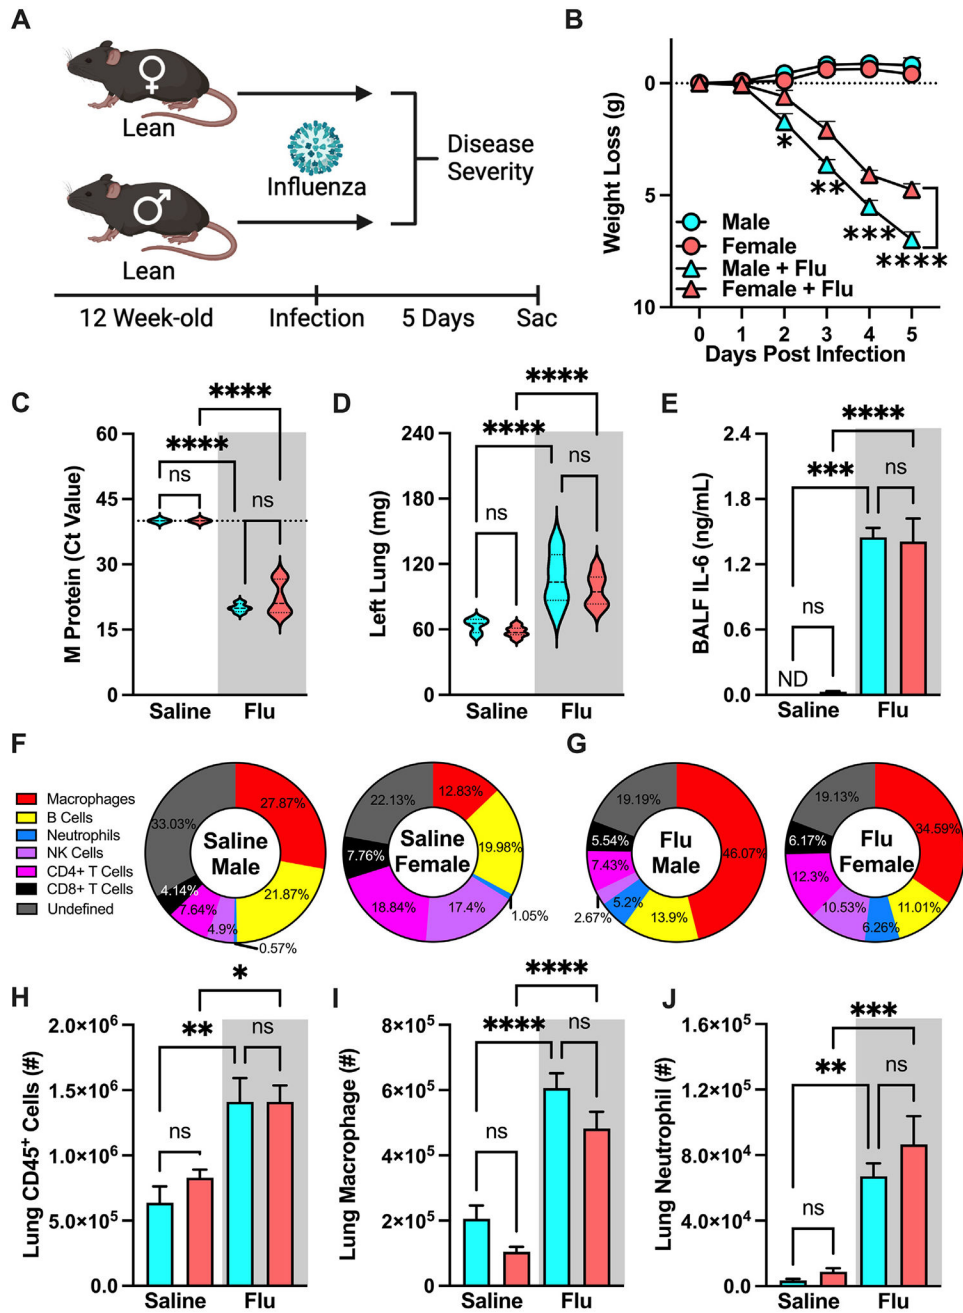 A
Lean
Lean
Influenza
Disease
Severity
12 Week-old
Infection
5 Days
Sac
B
Weight Loss (g)
0
5
10
*
**
***
****
Male
Female
Male + Flu
Female + Flu
0 1 2 3 4 5
Days Post Infection
C
M Protein (Ct Value)
60
45
30
15
0
****
****
ns
ns
Saline
Flu
D
Left Lung (mg)
240
180
120
60
0
****
****
ns
ns
Saline
Flu
E
BALF IL-6 (ng/mL)
2.4
1.8
1.2
0.6
0.0
****
***
ns
ns
ND
Saline
Flu
F
Macrophages
B Cells
Neutrophils
NK Cells
CD4+ T Cells
CD8+ T Cells
Undefined
Saline
Male
27.87%
21.87%
0.57%
4.9%
7.64%
4.14%
33.03%
Saline
Female
12.83%
19.98%
1.05%
17.4%
18.84%
7.76%
22.13%
G
Flu
Male
46.07%
13.9%
5.2%
2.67%
7.43%
5.54%
19.19%
Flu
Female
34.59%
11.01%
6.26%
10.53%
12.3%
6.17%
19.13%
H
Lung CD45⁺ Cells (#)
2.0×10⁶
1.5×10⁶
1.0×10⁶
5.0×10⁵
0.0
*
**
ns
ns
Saline
Flu
I
Lung Macrophage (#)
8×10⁵
6×10⁵
4×10⁵
2×10⁵
0
****
****
ns
ns
Saline
Flu
J
Lung Neutrophil (#)
1.6×10⁵
1.2×10⁵
8.0×10⁴
4.0×10⁴
0.0
***
**
ns
ns
Saline
Flu